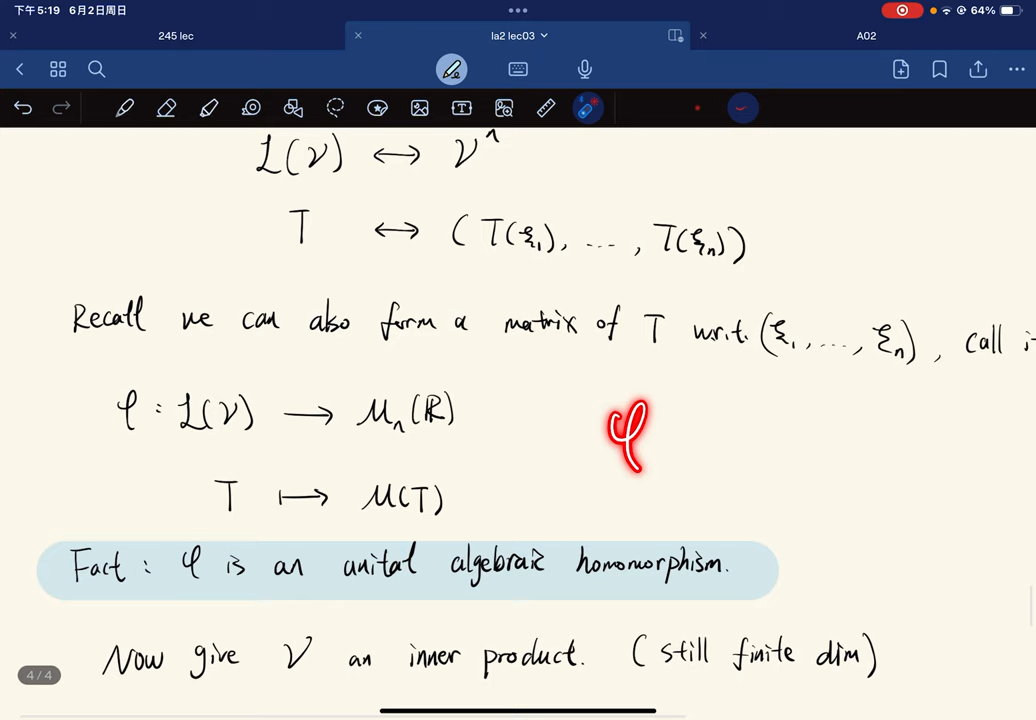 下午5:19 6月2日周日
64%
245 lec
la2 lec03
A02
L(V) ↔ Vⁿ
T ↔ (T(ξ₁), ..., T(ξₙ))
Recall we can also form a matrix of T w.r.t. (ξ₁, ..., ξₙ), call it
φ : L(V) → Mₙ(ℝ)
φ
T ↦ M(T)
Fact : φ is an unital algebraic homomorphism.
Now give V an inner product. (still finite dim)
4 / 4